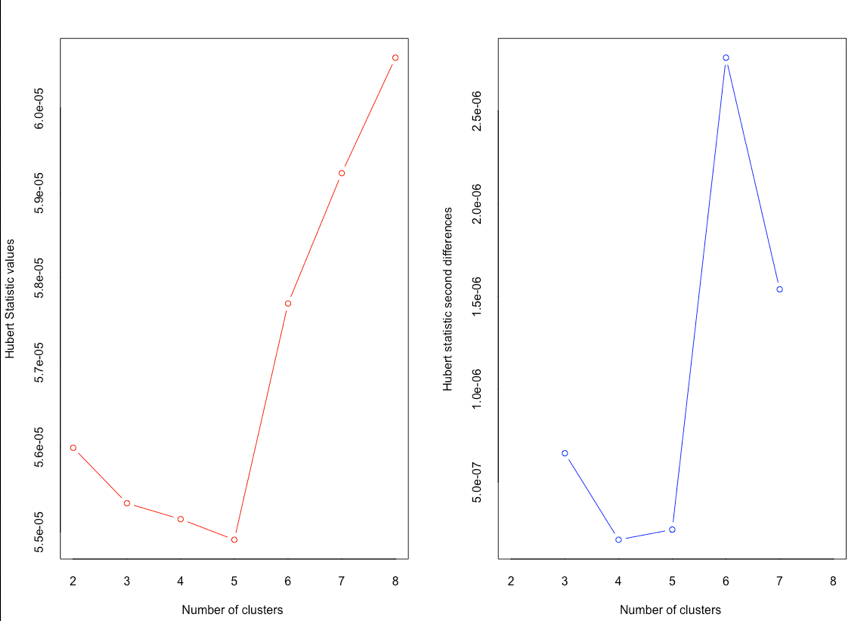 Hubert Statistic values
5.5e-05 5.6e-05 5.7e-05 5.8e-05 5.9e-05 6.0e-05
2 3 4 5 6 7 8
Number of clusters
Hubert statistic second differences
5.0e-07 1.0e-06 1.5e-06 2.0e-06 2.5e-06
2 3 4 5 6 7 8
Number of clusters